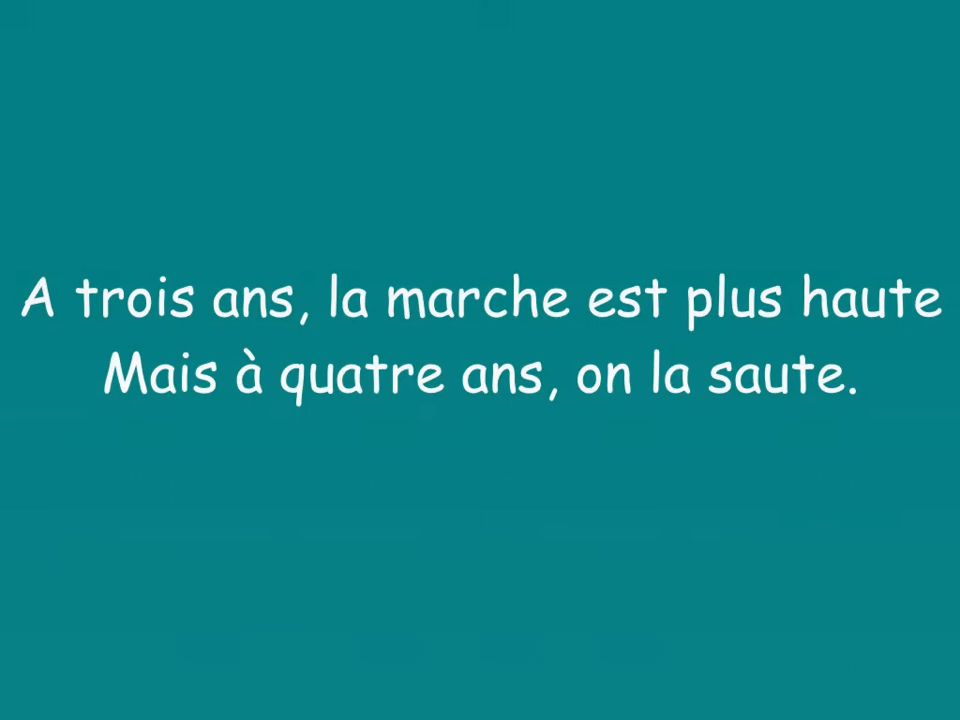 A trois ans, la marche est plus haute
Mais à quatre ans, on la saute.